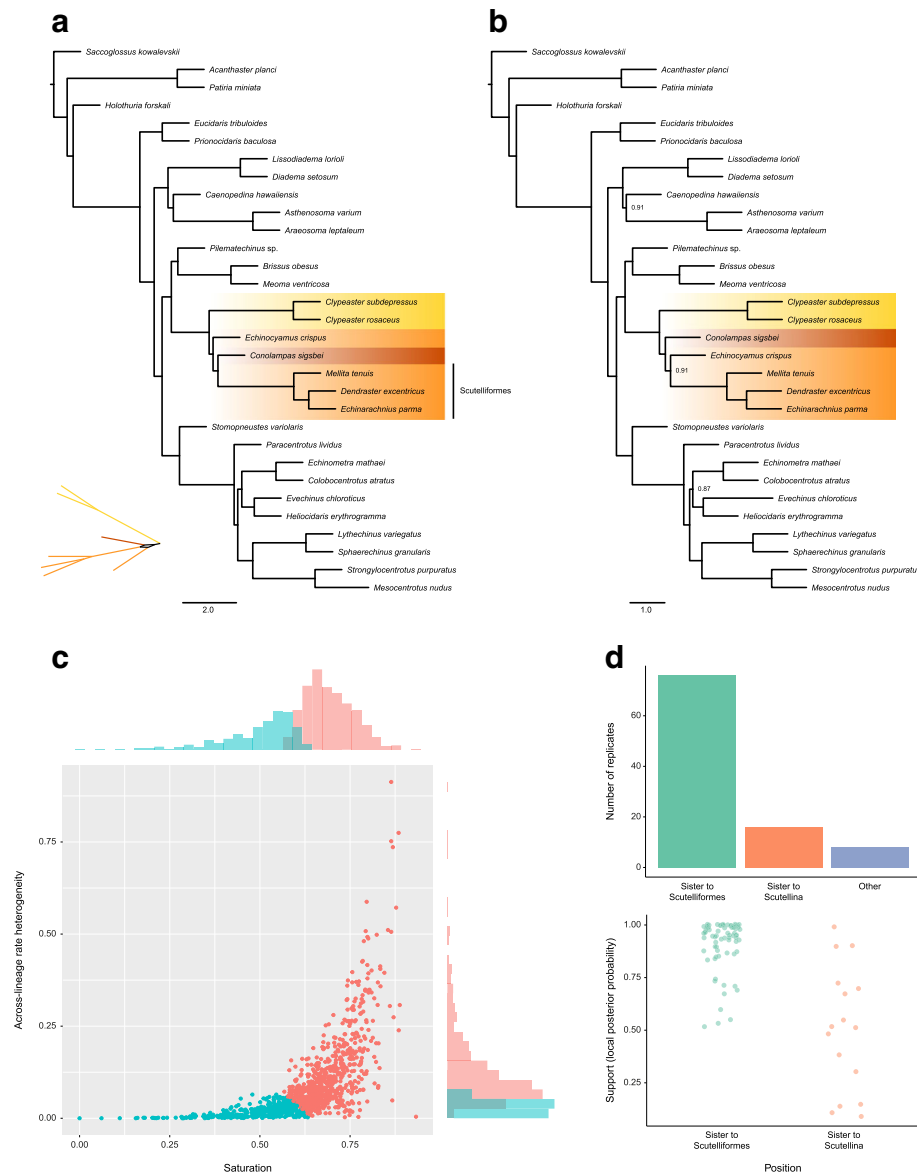 a
Saccoglossus kowalevskii
Acanthaster planci
Patiria miniata
Holothuria forskali
Eucidaris tribuloides
Prionocidaris baculosa
Lissodiadema lorioli
Diadema setosum
Caenopedina hawaiiensis
Asthenosoma varium
Araeosoma leptaleum
Pilematechinus sp.
Brissus obesus
Meoma ventricosa
Clypeaster subdepressus
Clypeaster rosaceus
Echinocyamus crispus
Conolampas sigsbei
Mellita tenuis
Dendraster excentricus
Echinarachnius parma
Scutelliformes
Stomopneustes variolaris
Paracentrotus lividus
Echinometra mathaei
Colobocentrotus atratus
Evechinus chloroticus
Heliocidaris erythrogramma
Lythechinus variegatus
Sphaerechinus granularis
Strongylocentrotus purpuratus
Mesocentrotus nudus
2.0
b
Saccoglossus kowalevskii
Acanthaster planci
Patiria miniata
Holothuria forskali
Eucidaris tribuloides
Prionocidaris baculosa
Lissodiadema lorioli
Diadema setosum
Caenopedina hawaiiensis
0.91
Asthenosoma varium
Araeosoma leptaleum
Pilematechinus sp.
Brissus obesus
Meoma ventricosa
Clypeaster subdepressus
Clypeaster rosaceus
Conolampas sigsbei
Echinocyamus crispus
0.91
Mellita tenuis
Dendraster excentricus
Echinarachnius parma
Stomopneustes variolaris
Paracentrotus lividus
Echinometra mathaei
Colobocentrotus atratus
0.87
Evechinus chloroticus
Heliocidaris erythrogramma
Lythechinus variegatus
Sphaerechinus granularis
Strongylocentrotus purpuratus
Mesocentrotus nudus
1.0
c
Across-lineage rate heterogeneity
0.75
0.50
0.25
0.00
0.00 0.25 0.50 0.75
Saturation
d
Number of replicates
60
40
20
0
Sister to Scutelliformes
Sister to Scutellina
Other
Support (local posterior probability)
1.00
0.75
0.50
0.25
Sister to Scutelliformes
Sister to Scutellina
Position